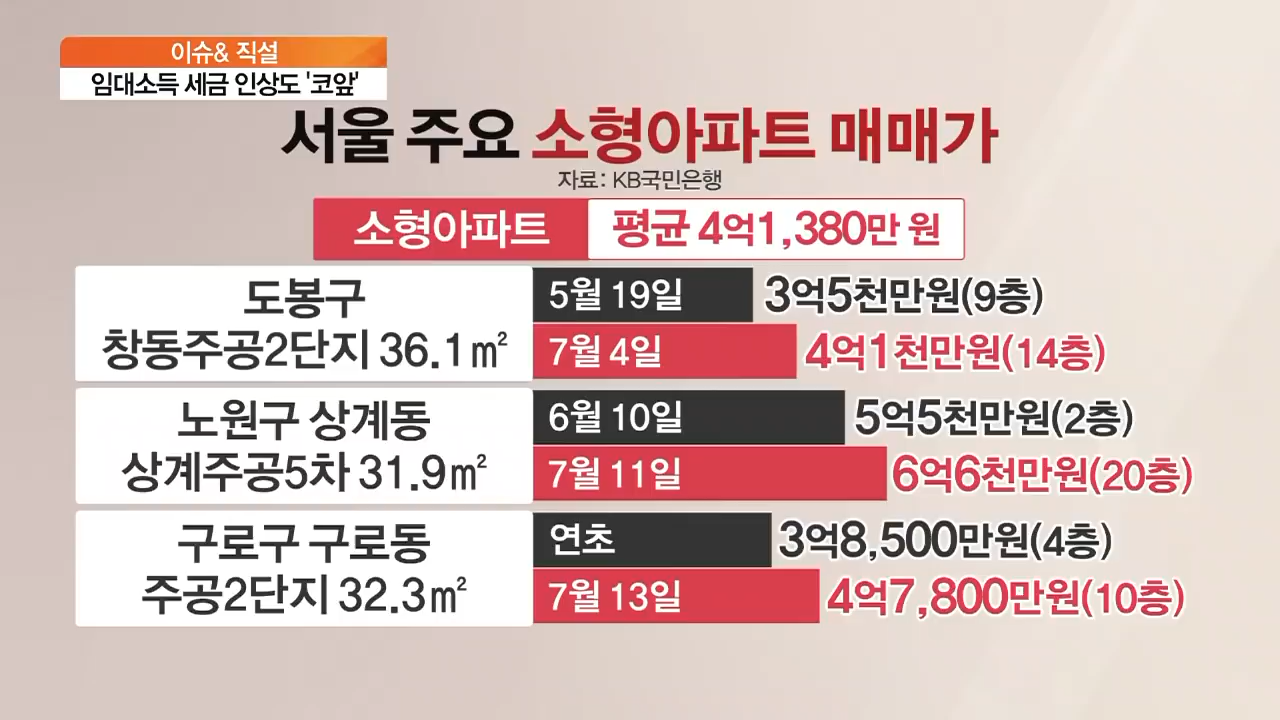 이슈& 직설
임대소득 세금 인상도 '코앞'
서울 주요 소형아파트 매매가
자료: KB국민은행
소형아파트 평균 4억1,380만 원
도봉구
창동주공2단지 36.1㎡
5월 19일 3억5천만원(9층)
7월 4일 4억1천만원(14층)
노원구 상계동
상계주공5차 31.9㎡
6월 10일 5억5천만원(2층)
7월 11일 6억6천만원(20층)
구로구 구로동
주공2단지 32.3㎡
연초 3억8,500만원(4층)
7월 13일 4억7,800만원(10층)